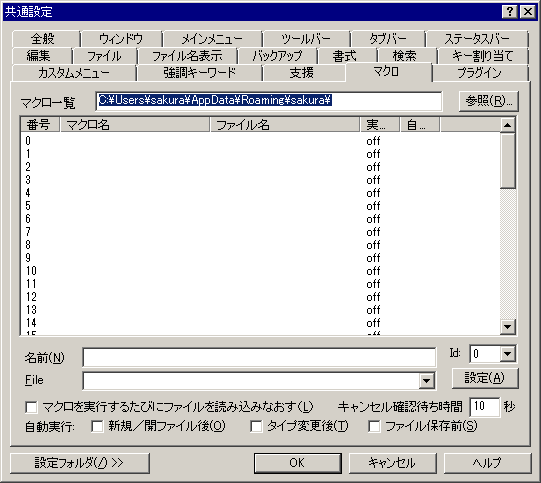 共通設定
全般 ウィンドウ メインメニュー ツールバー タブバー ステータスバー
編集 ファイル ファイル名表示 バックアップ 書式 検索 キー割り当て
カスタムメニュー 強調キーワード 支援 マクロ プラグイン
マクロ一覧 C:¥Users¥sakura¥AppData¥Roaming¥sakura¥ 参照(R)...
番号 マクロ名 ファイル名 実... 自...
0 off
1 off
2 off
3 off
4 off
5 off
6 off
7 off
8 off
9 off
10 off
11 off
12 off
13 off
14 off
15 off
名前(N) Id: 0
File 設定(A)
マクロを実行するたびにファイルを読み込みなおす(L) キャンセル確認待ち時間 10 秒
自動実行: 新規／開ファイル後(O) タイプ変更後(T) ファイル保存前(S)
設定フォルダ(/) >> OK キャンセル ヘルプ